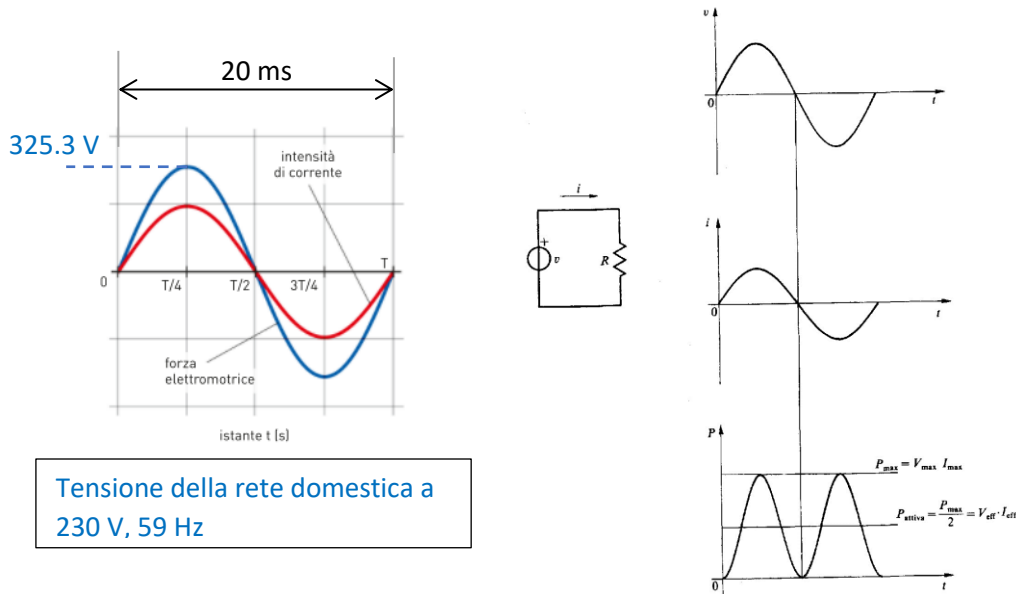 20 ms
325.3 V
intensità
di corrente
0
T/4
T/2
3T/4
T
forza
elettromotrice
istante t (s)
Tensione della rete domestica a
230 V, 59 Hz
i
+
v
R
v
0
t
i
0
t
P
P_max = V_max I_max
P_attiva = P_max/2 = V_eff · I_eff
0
t